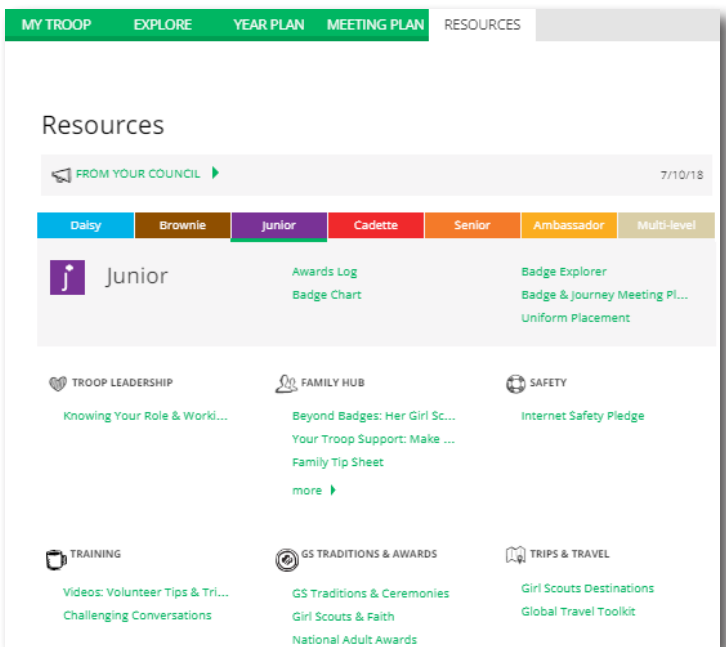 MY TROOP EXPLORE YEAR PLAN MEETING PLAN RESOURCES
Resources
FROM YOUR COUNCIL 7/10/18
Daisy Brownie Junior Cadette Senior Ambassador Multi-level
j Junior
Awards Log
Badge Chart
Badge Explorer
Badge & Journey Meeting Pl...
Uniform Placement
TROOP LEADERSHIP
Knowing Your Role & Worki...
FAMILY HUB
Beyond Badges: Her Girl Sc...
Your Troop Support: Make ...
Family Tip Sheet
more
SAFETY
Internet Safety Pledge
TRAINING
Videos: Volunteer Tips & Tri...
Challenging Conversations
GS TRADITIONS & AWARDS
GS Traditions & Ceremonies
Girl Scouts & Faith
National Adult Awards
TRIPS & TRAVEL
Girl Scouts Destinations
Global Travel Toolkit